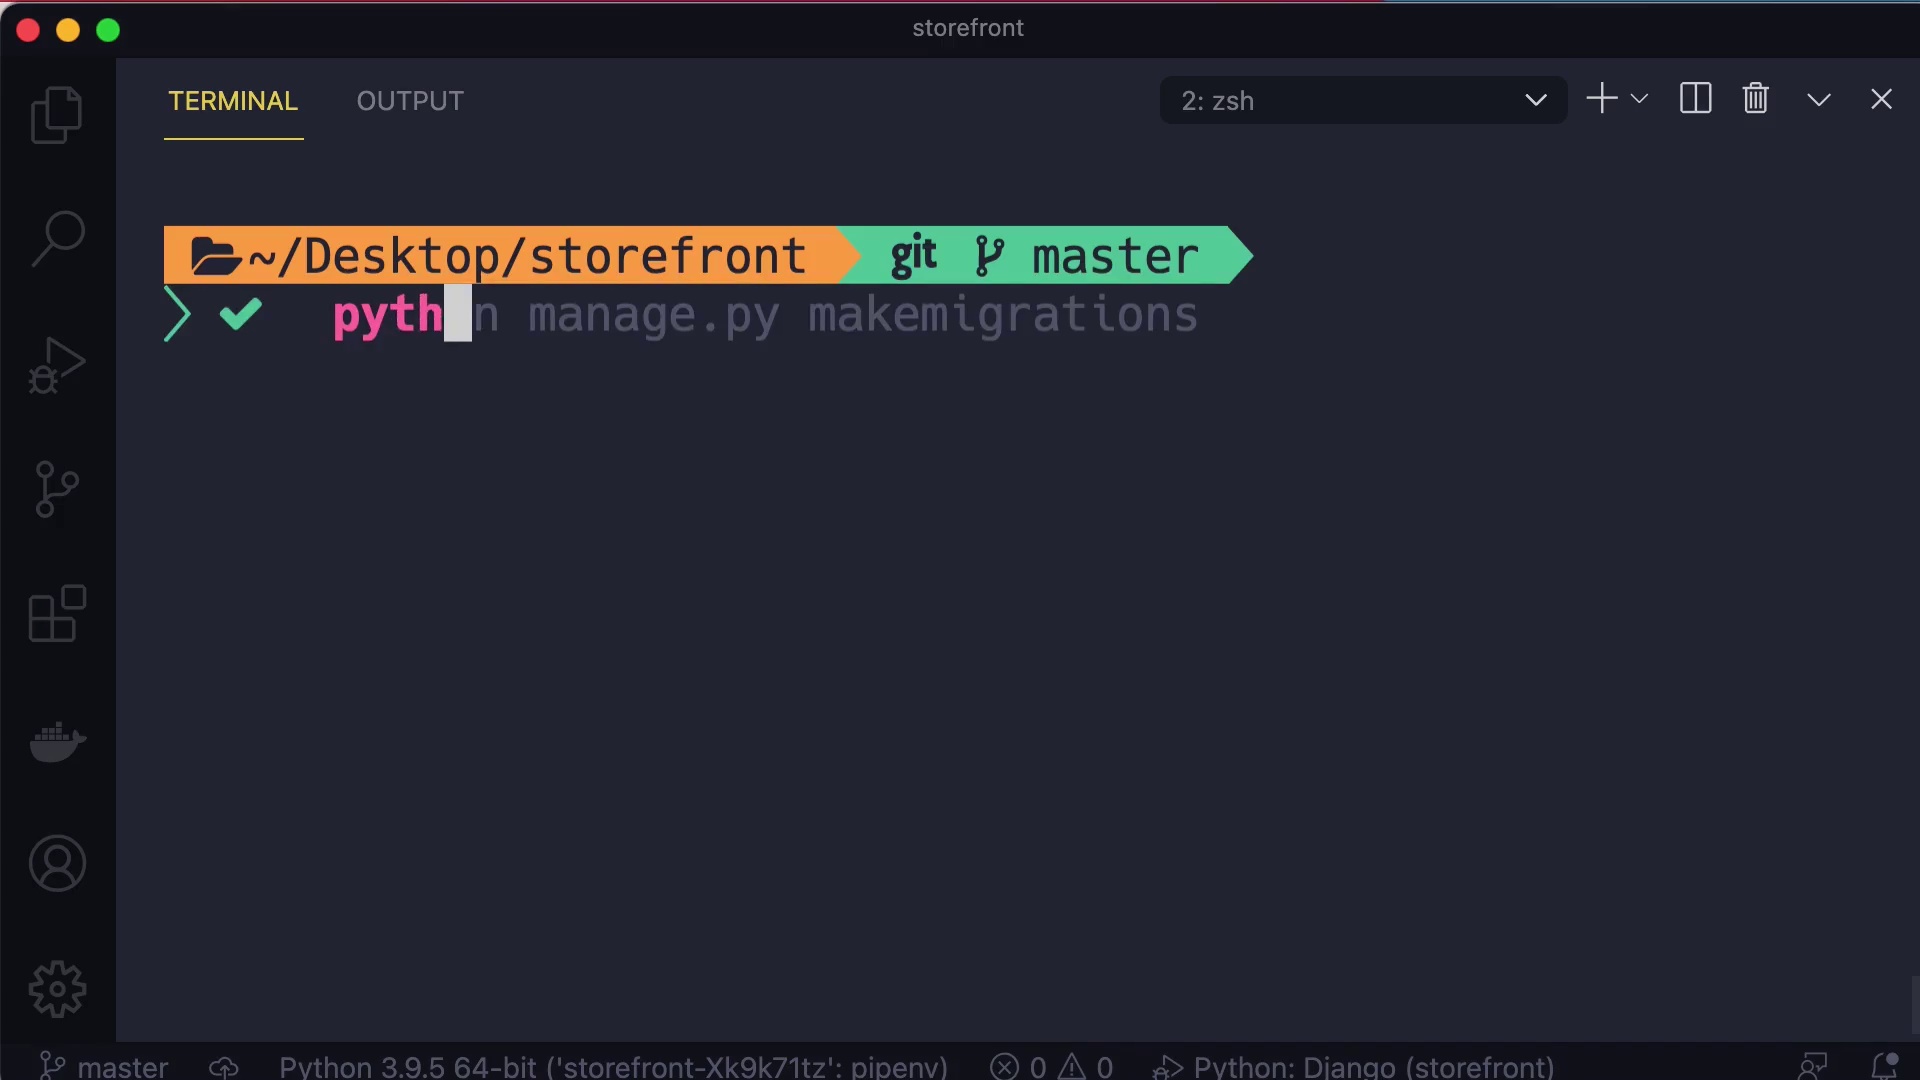 storefront
TERMINAL OUTPUT 2: zsh
~/Desktop/storefront git master
python manage.py makemigrations
master Python 3.9.5 64-bit ('storefront-Xk9k71tz': pipenv) 0 0 Python: Django (storefront)